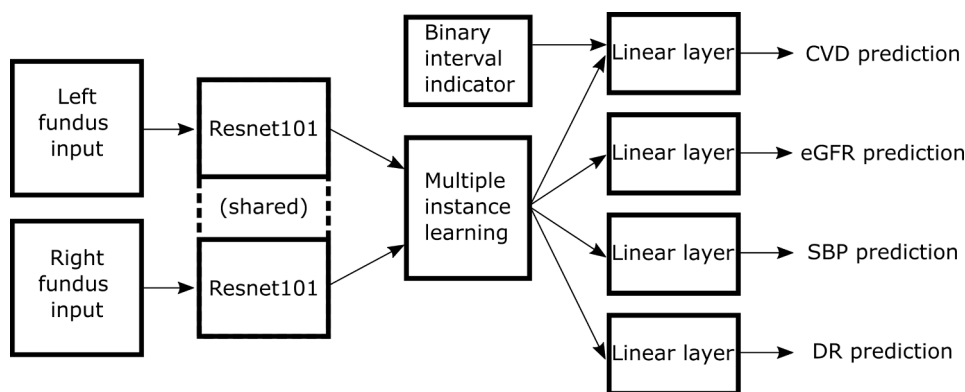 Left
fundus
input
Right
fundus
input
Resnet101
(shared)
Resnet101
Binary
interval
indicator
Multiple
instance
learning
Linear layer
CVD prediction
Linear layer
eGFR prediction
Linear layer
SBP prediction
Linear layer
DR prediction